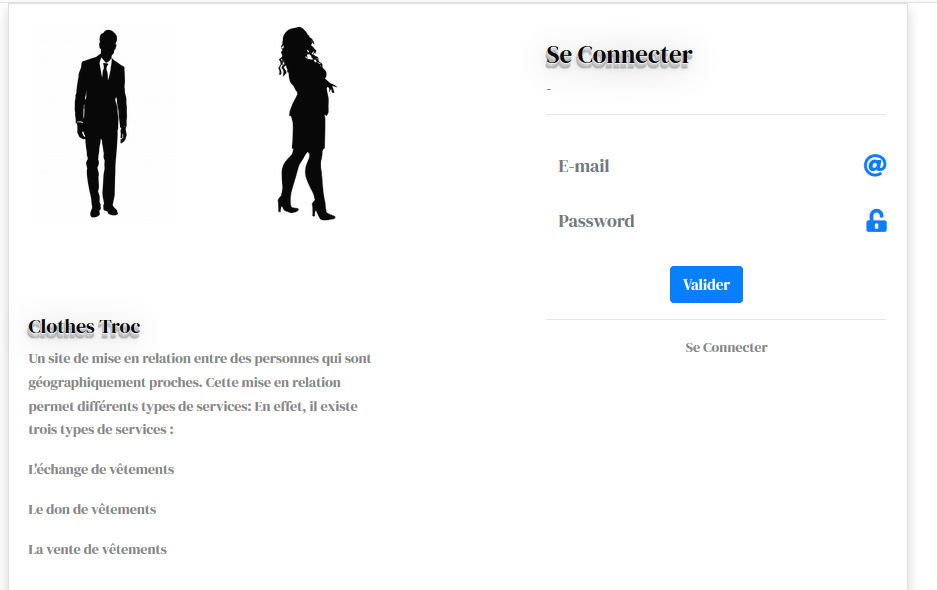 Se Connecter
-
E-mail
@
Password
Valider
Se Connecter
Clothes Troc
Un site de mise en relation entre des personnes qui sont
géographiquement proches. Cette mise en relation
permet différents types de services: En effet, il existe
trois types de services :
L'échange de vêtements
Le don de vêtements
La vente de vêtements